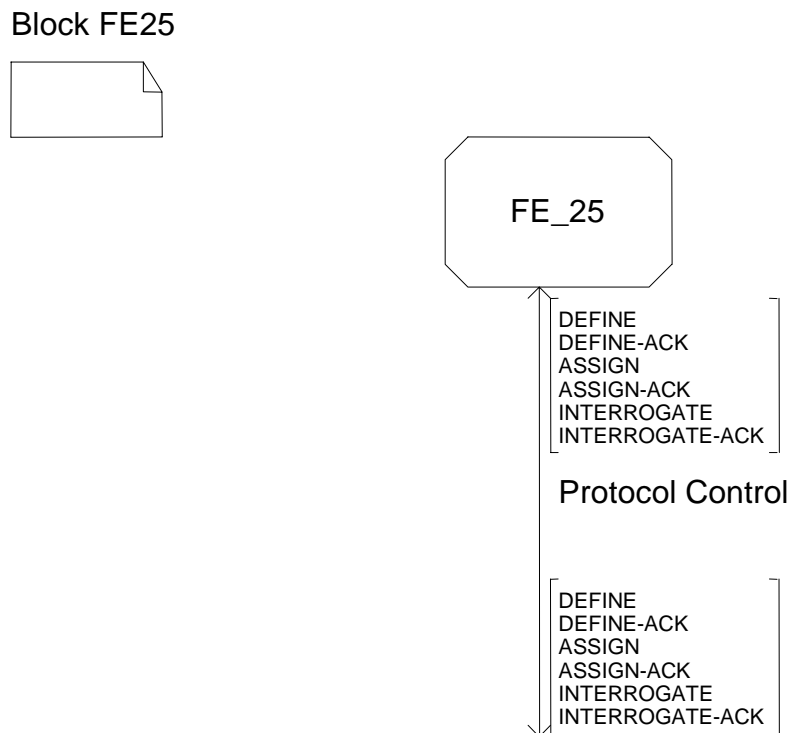 Block FE25
FE_25
DEFINE
DEFINE-ACK
ASSIGN
ASSIGN-ACK
INTERROGATE
INTERROGATE-ACK
Protocol Control
DEFINE
DEFINE-ACK
ASSIGN
ASSIGN-ACK
INTERROGATE
INTERROGATE-ACK